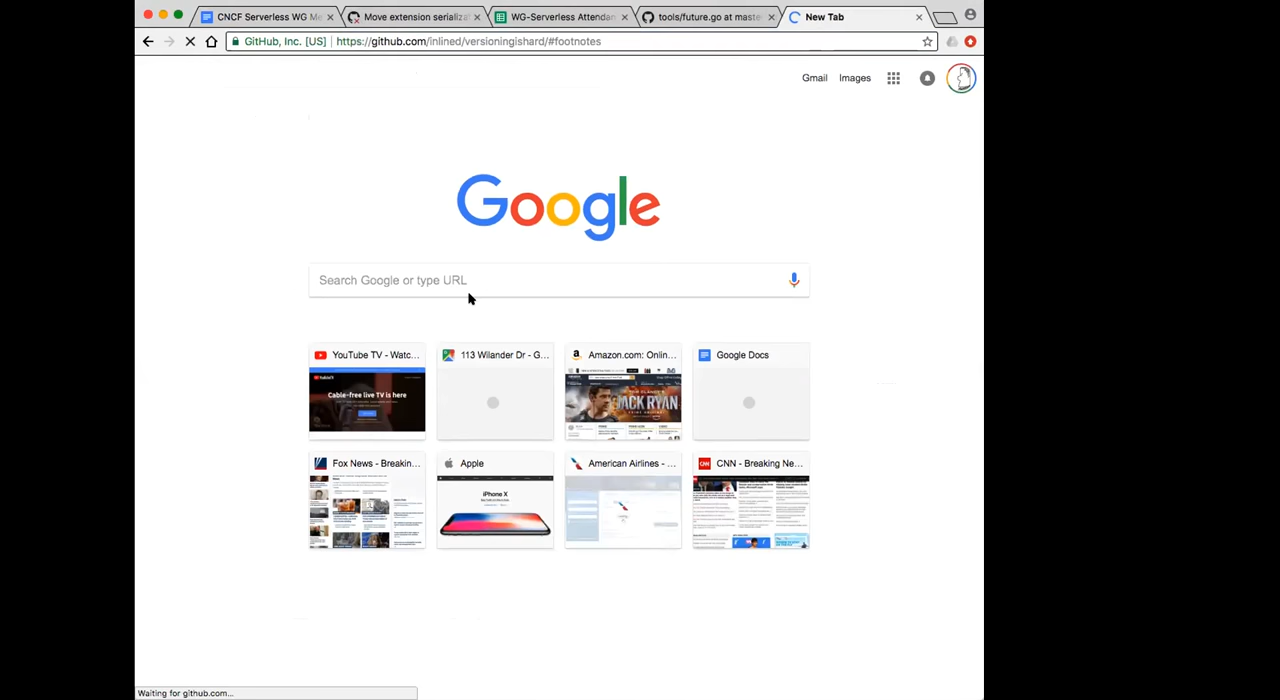 CNCF Serverless WG Me
Move extension serializa
WG-Serverless Attendan
tools/future.go at maste
New Tab
GitHub, Inc. [US]
https://github.com/inlined/versioningishard/#footnotes
Gmail
Images
Google
Search Google or type URL
YouTube TV - Watc...
113 Wilander Dr - G...
Amazon.com: Onlin...
Google Docs
Cable-free live TV is here
JACK RYAN
Fox News - Breakin...
Apple
American Airlines - ...
CNN - Breaking Ne...
iPhone X
Waiting for github.com...